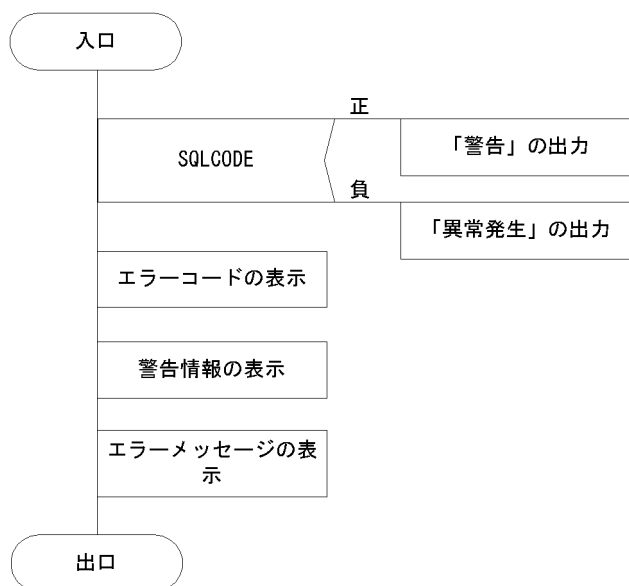 入口
正
SQLCODE
「警告」の出力
負
「異常発生」の出力
エラーコードの表示
警告情報の表示
エラーメッセージの表
示
出口